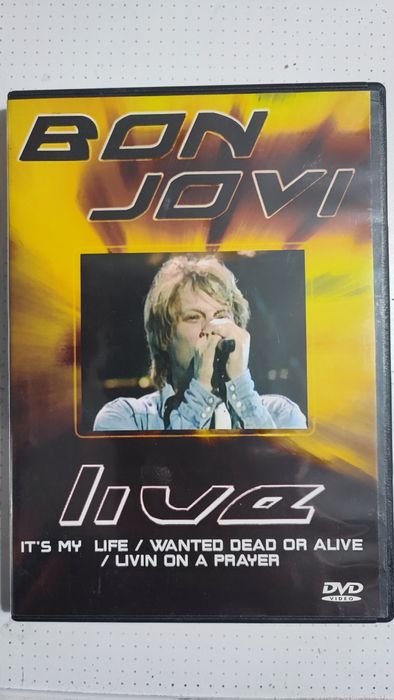 BON
JOVI
live
IT'S MY LIFE / WANTED DEAD OR ALIVE
/ LIVIN ON A PRAYER
DVD
VIDEO